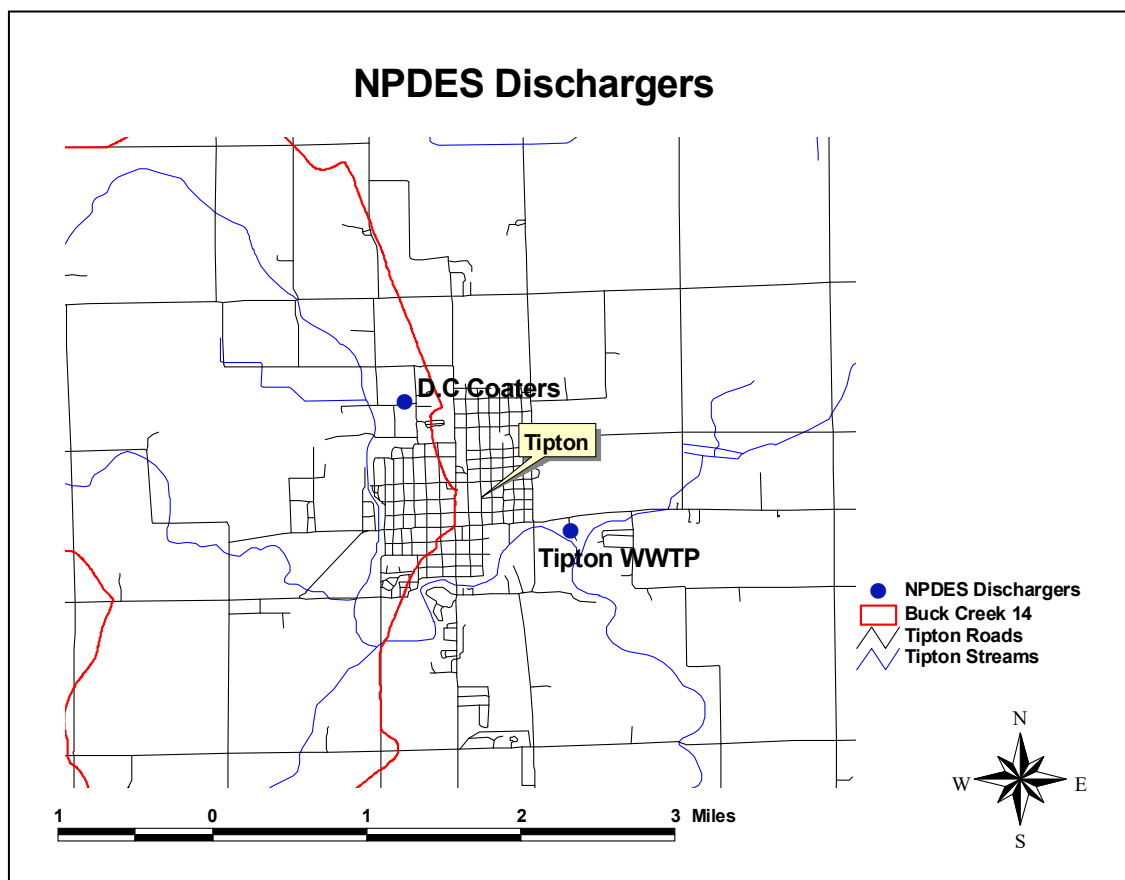 NPDES Dischargers
D.C Coaters
Tipton
Tipton WWTP
NPDES Dischargers
Buck Creek 14
Tipton Roads
Tipton Streams
N
W E
S
1 0 1 2 3 Miles